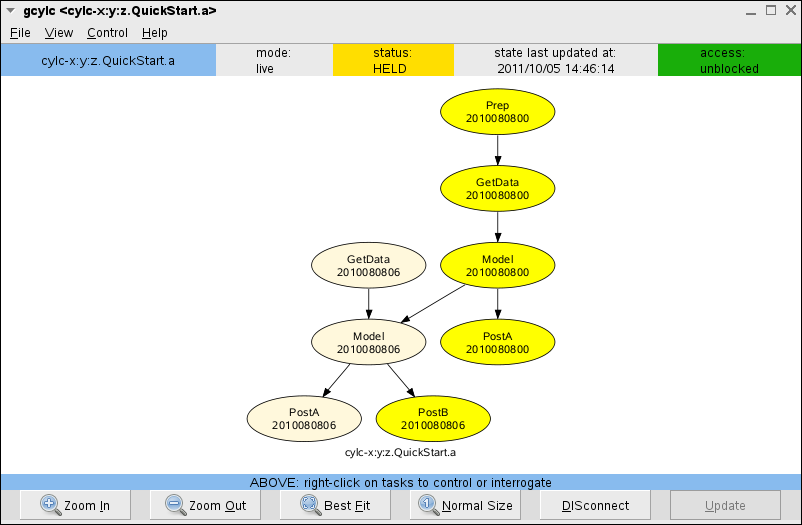 gcylc <cylc-x:y:z.QuickStart.a>
File View Control Help
cylc-x:y:z.QuickStart.a
mode:
live
status:
HELD
state last updated at:
2011/10/05 14:46:14
access:
unblocked
Prep
2010080800
GetData
2010080800
GetData
2010080806
Model
2010080800
Model
2010080806
PostA
2010080800
PostA
2010080806
PostB
2010080806
cylc-x:y:z.QuickStart.a
ABOVE: right-click on tasks to control or interrogate
Zoom In Zoom Out Best Fit Normal Size DISconnect Update